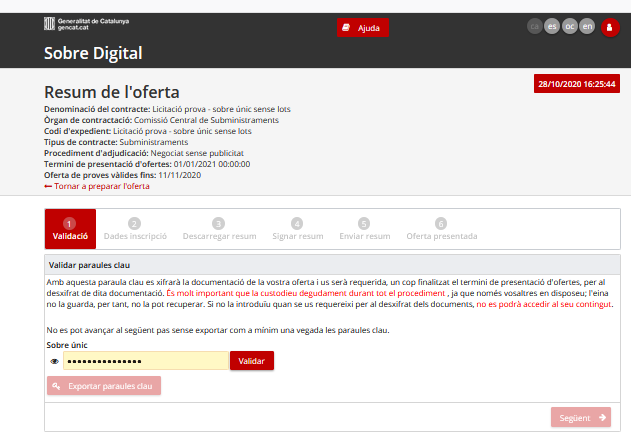 Generalitat de Catalunya
gencat.cat
Ajuda
ca es oc en
Sobre Digital
Resum de l'oferta
28/10/2020 16:25:44
Denominació del contracte: Licitació prova - sobre únic sense lots
Òrgan de contractació: Comissió Central de Subministraments
Codi d'expedient: Licitació prova - sobre únic sense lots
Tipus de contracte: Subministraments
Procediment d'adjudicació: Negociat sense publicitat
Termini de presentació d'ofertes: 01/01/2021 00:00:00
Oferta de proves vàlides fins: 11/11/2020
Tornar a preparar l'oferta
1 2 3 4 5 6
Validació Dades inscripció Descarregar resum Signar resum Enviar resum Oferta presentada
Validar paraules clau
Amb aquesta paraula clau es xifrarà la documentació de la vostra oferta i us serà requerida, un cop finalitzat el termini de presentació d'ofertes, per al
desxifrat de dita documentació. És molt important que la custodieu degudament durant tot el procediment , ja que només vosaltres en disposeu; l'eina
no la guarda, per tant, no la pot recuperar. Si no la introduïu quan se us requereixi per al desxifrat dels documents, no es podrà accedir al seu contingut.
No es pot avançar al següent pas sense exportar com a mínim una vegada les paraules clau.
Sobre únic
Validar
Exportar paraules clau
Següent